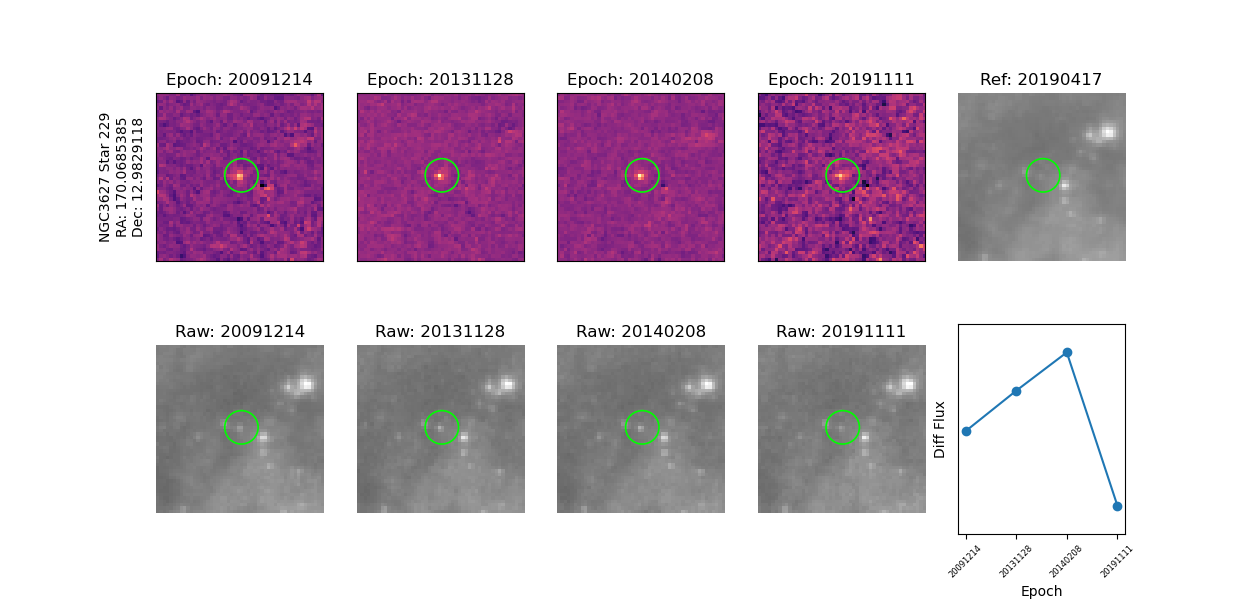 NGC3627 Star 229
RA: 170.0685385
Dec: 12.9829118
Epoch: 20091214
Epoch: 20131128
Epoch: 20140208
Epoch: 20191111
Ref: 20190417
Raw: 20091214
Raw: 20131128
Raw: 20140208
Raw: 20191111
Diff Flux
20091214
20131128
20140208
20191111
Epoch